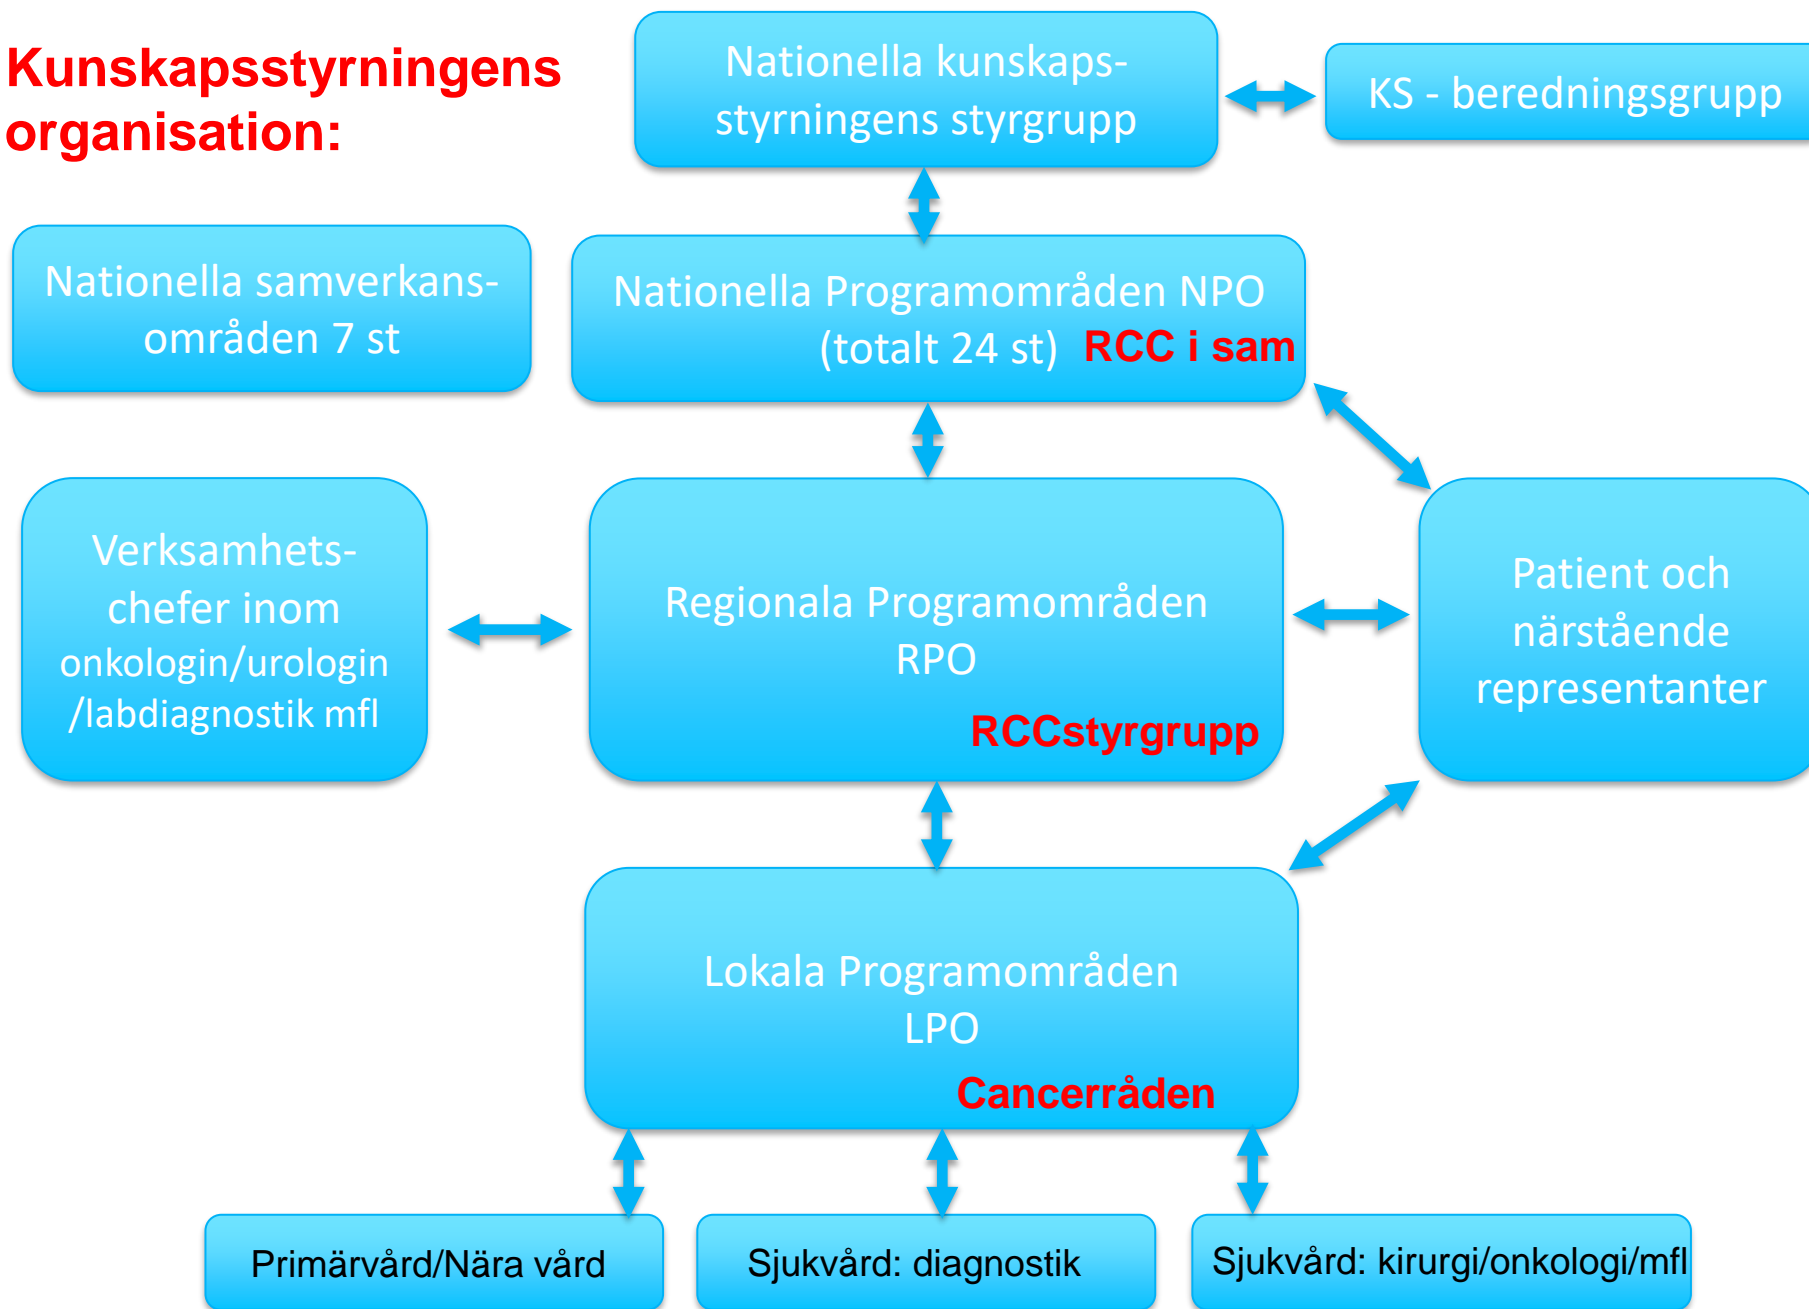 Kunskapsstyrningens
organisation:
Nationella kunskaps-
styrningens styrgrupp
KS - beredningsgrupp
Nationella samverkans-
områden 7 st
Nationella Programområden NPO
(totalt 24 st) RCC i sam
Verksamhets-
chefer inom
onkologin/urologin
/labdiagnostik mfl
Regionala Programområden
RPO
RCCstyrgrupp
Patient och
närstående
representanter
Lokala Programområden
LPO
Cancerråden
Primärvård/Nära vård
Sjukvård: diagnostik
Sjukvård: kirurgi/onkologi/mfl